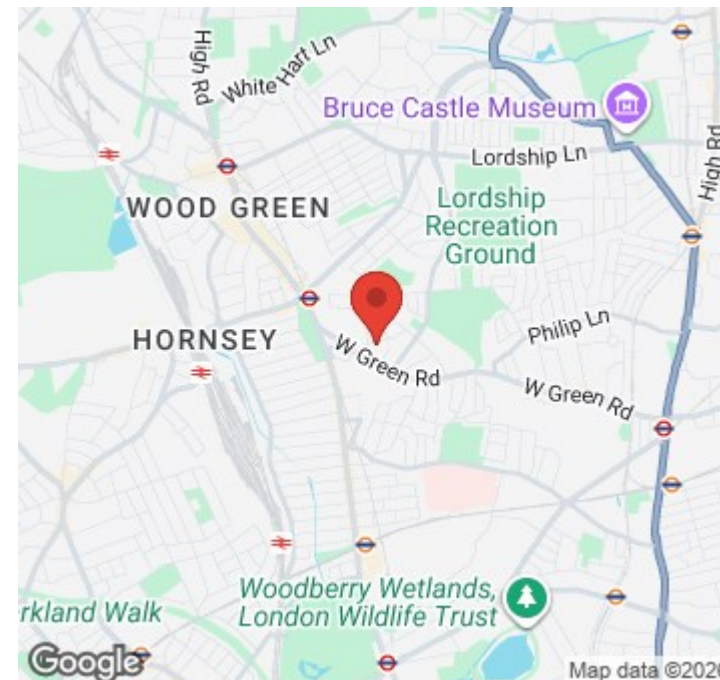 High Rd
White Hart Ln
Bruce Castle Museum
Lordship Ln
High Rd
WOOD GREEN
Lordship
Recreation
Ground
HORNSEY
W Green Rd
Philip Ln
W Green Rd
Woodberry Wetlands,
London Wildlife Trust
rkland Walk
Google
Map data ©2026